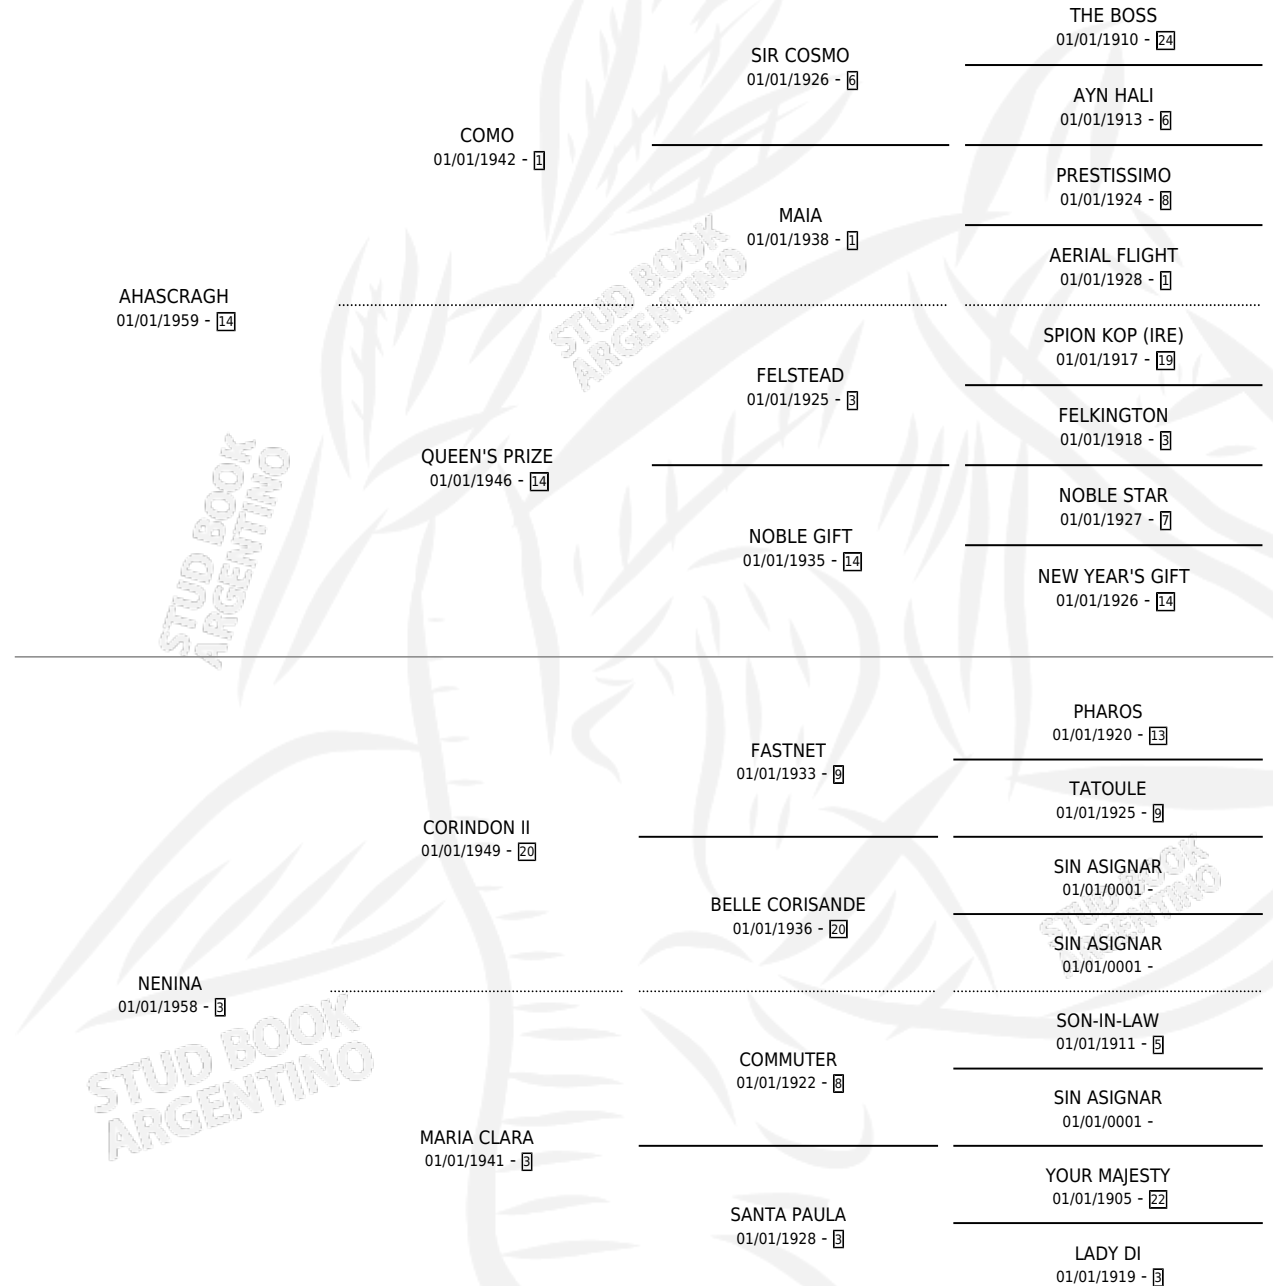 THE BOSS
01/01/1910 - 24
SIR COSMO
01/01/1926 - 6
AYN HALI
01/01/1913 - 6
COMO
01/01/1942 - 1
PRESTISSIMO
01/01/1924 - 8
MAIA
01/01/1938 - 1
AERIAL FLIGHT
01/01/1928 - 1
AHASCRAGH
01/01/1959 - 14
STUD BOOK
ARGENTINO
SPION KOP (IRE)
01/01/1917 - 19
FELSTEAD
01/01/1925 - 3
FELKINGTON
01/01/1918 - 3
QUEEN'S PRIZE
01/01/1946 - 14
NOBLE STAR
01/01/1927 - 7
NOBLE GIFT
01/01/1935 - 14
NEW YEAR'S GIFT
01/01/1926 - 14
STUD BOOK
ARGENTINO
PHAROS
01/01/1920 - 13
FASTNET
01/01/1933 - 9
TATOULE
01/01/1925 - 9
CORINDON II
01/01/1949 - 20
SIN ASIGNAR
01/01/0001 -
BELLE CORISANDE
01/01/1936 - 20
SIN ASIGNAR
01/01/0001 -
STUD BOOK
ARGENTINO
NENINA
01/01/1958 - 3
SON-IN-LAW
01/01/1911 - 5
COMMUTER
01/01/1922 - 8
SIN ASIGNAR
01/01/0001 -
STUD BOOK
ARGENTINO
MARIA CLARA
01/01/1941 - 3
YOUR MAJESTY
01/01/1905 - 22
SANTA PAULA
01/01/1928 - 3
LADY DI
01/01/1919 - 3